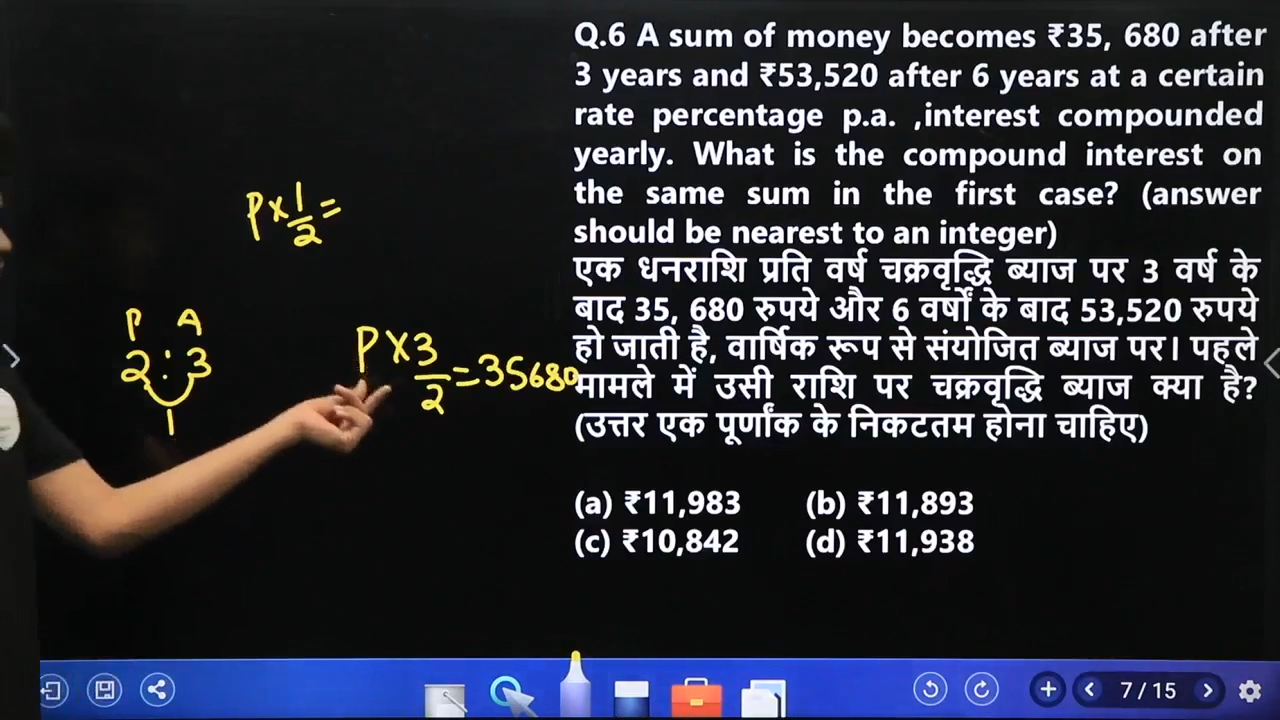 Q.6 A sum of money becomes ₹35, 680 after
3 years and ₹53,520 after 6 years at a certain
rate percentage p.a. ,interest compounded
yearly. What is the compound interest on
the same sum in the first case? (answer
should be nearest to an integer)
एक धनराशि प्रति वर्ष चक्रवृद्धि ब्याज पर 3 वर्ष के
बाद 35, 680 रुपये और 6 वर्षों के बाद 53,520 रुपये
हो जाती है, वार्षिक रूप से संयोजित ब्याज पर। पहले
मामले में उसी राशि पर चक्रवृद्धि ब्याज क्या है?
(उत्तर एक पूर्णांक के निकटतम होना चाहिए)
(a) ₹11,983 (b) ₹11,893
(c) ₹10,842 (d) ₹11,938
P×1/2=
P A
2:3
1
P×3/2=35680
7/15